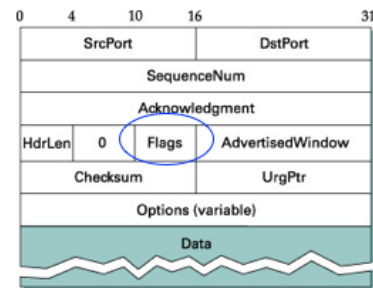 0 4 10 16 31
SrcPort DstPort
SequenceNum
Acknowledgment
HdrLen 0 Flags AdvertisedWindow
Checksum UrgPtr
Options (variable)
Data